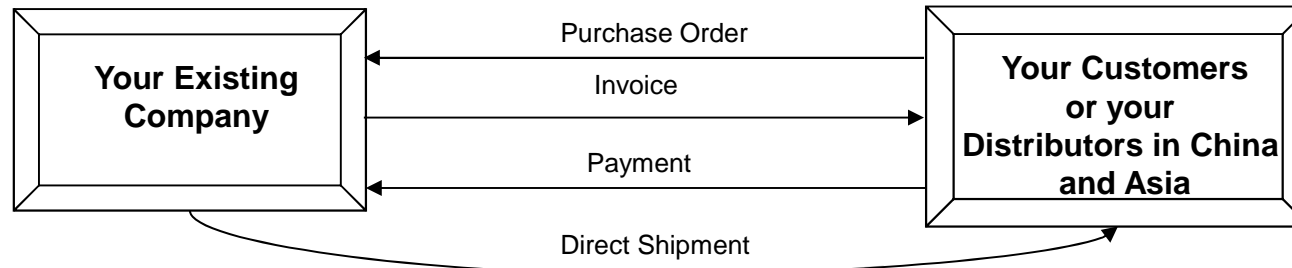 Purchase Order
Your Existing
Company
Invoice
Your Customers
or your
Distributors in China
and Asia
Payment
Direct Shipment